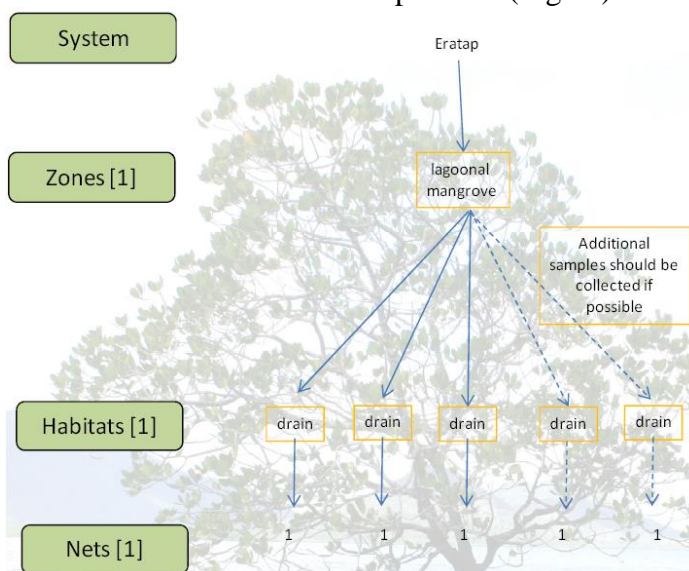 System
Eratap
Zones [1]
lagoonal
mangrove
Additional
samples should be
collected if
possible
Habitats [1]
drain
drain
drain
drain
drain
Nets [1]
1
1
1
1
1